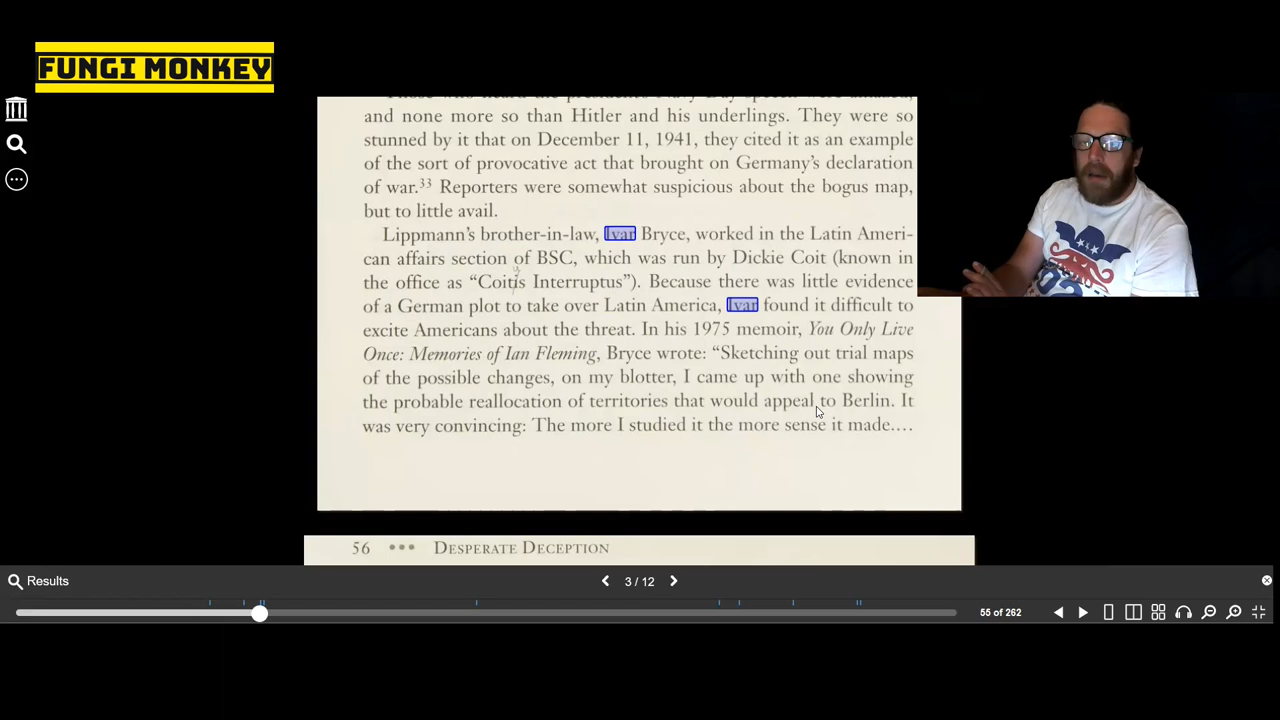 FUNGI MONKEY
and none more so than Hitler and his underlings. They were so
stunned by it that on December 11, 1941, they cited it as an example
of the sort of provocative act that brought on Germany's declaration
of war.33 Reporters were somewhat suspicious about the bogus map,
but to little avail.
Lippmann's brother-in-law, Ivar Bryce, worked in the Latin Ameri-
can affairs section of BSC, which was run by Dickie Coit (known in
the office as "Coitis Interruptus"). Because there was little evidence
of a German plot to take over Latin America, Ivar found it difficult to
excite Americans about the threat. In his 1975 memoir, You Only Live
Once: Memories of Ian Fleming, Bryce wrote: "Sketching out trial maps
of the possible changes, on my blotter, I came up with one showing
the probable reallocation of territories that would appeal to Berlin. It
was very convincing: The more I studied it the more sense it made....
56 ••• DESPERATE DECEPTION
Results
3 / 12
55 of 262